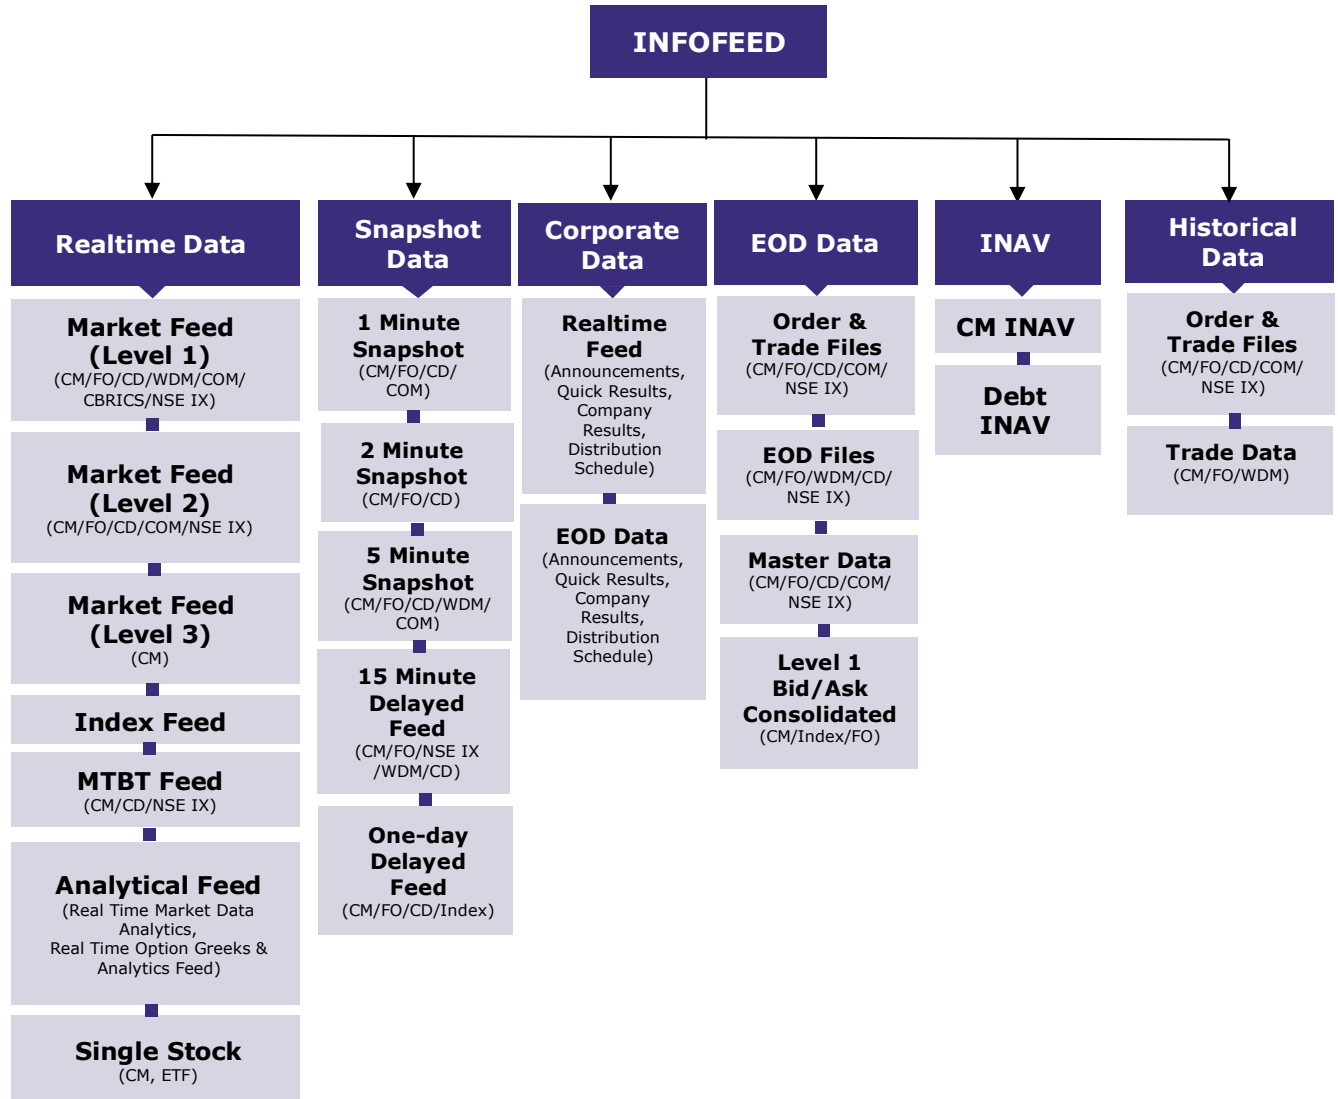 INFOFEED
Realtime Data
Market Feed
(Level 1)
(CM/FO/CD/WDM/COM/
CBRICS/NSE IX)
Market Feed
(Level 2)
(CM/FO/CD/COM/NSE IX)
Market Feed
(Level 3)
(CM)
Index Feed
MTBT Feed
(CM/CD/NSE IX)
Analytical Feed
(Real Time Market Data
Analytics,
Real Time Option Greeks &
Analytics Feed)
Single Stock
(CM, ETF)
Snapshot
Data
1 Minute
Snapshot
(CM/FO/CD/
COM)
2 Minute
Snapshot
(CM/FO/CD)
5 Minute
Snapshot
(CM/FO/CD/WDM/
COM)
15 Minute
Delayed
Feed
(CM/FO/NSE IX
/WDM/CD)
One-day
Delayed
Feed
(CM/FO/CD/Index)
Corporate
Data
Realtime
Feed
(Announcements,
Quick Results,
Company
Results,
Distribution
Schedule)
EOD Data
(Announcements,
Quick Results,
Company
Results,
Distribution
Schedule)
EOD Data
Order &
Trade Files
(CM/FO/CD/COM/
NSE IX)
EOD Files
(CM/FO/WDM/CD/
NSE IX)
Master Data
(CM/FO/CD/COM/
NSE IX)
Level 1
Bid/Ask
Consolidated
(CM/Index/FO)
INAV
CM INAV
Debt
INAV
Historical
Data
Order &
Trade Files
(CM/FO/CD/COM/
NSE IX)
Trade Data
(CM/FO/WDM)